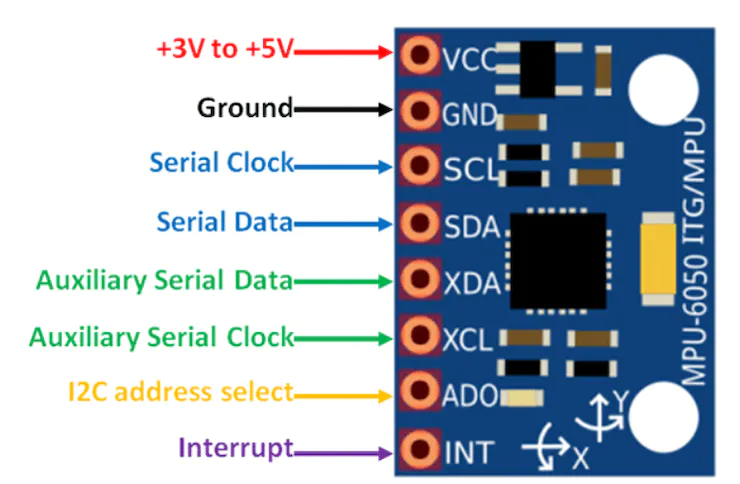 +3V to +5V
VCC
Ground
GND
Serial Clock
SCL
Serial Data
SDA
Auxiliary Serial Data
XDA
Auxiliary Serial Clock
XCL
I2C address select
ADO
Interrupt
INT
MPU-6050 ITG/MPU
Y
X